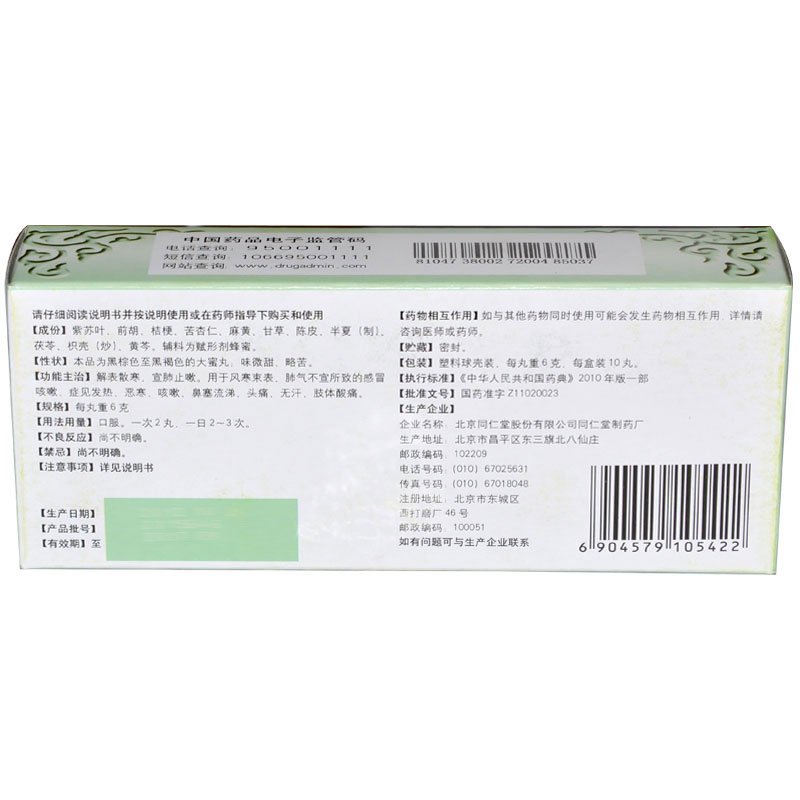 中国药品电子监管码
电话查询: 95001111
短信查询: 106695001111
网站查询: www.drugadmin.com
81047 38002 72004 85037
请仔细阅读说明书并按说明使用或在药师指导下购买和使用
【成份】紫苏叶、前胡、桔梗、苦杏仁、麻黄、甘草、陈皮、半夏(制)、
茯苓、枳壳(炒)、黄芩。辅料为赋形剂蜂蜜。
【性状】本品为黑棕色至黑褐色的大蜜丸;味微甜、略苦。
【功能主治】解表散寒、宣肺止嗽。用于风寒束表、肺气不宣所致的感冒
咳嗽、症见发热、恶寒、咳嗽、鼻塞流涕、头痛、无汗、肢体酸痛。
【规格】每丸重6克
【用法用量】口服。一次2丸,一日2~3次。
【不良反应】尚不明确。
【禁忌】尚不明确。
【注意事项】详见说明书
【生产日期】
【产品批号】
【有效期】至
【药物相互作用】如与其他药物同时使用可能会发生药物相互作用,详情请
咨询医师或药师。
【贮藏】密封。
【包装】塑料球壳装,每丸重6克,每盒装10丸。
【执行标准】《中华人民共和国药典》2010年版一部
【批准文号】国药准字Z11020023
【生产企业】
企业名称: 北京同仁堂股份有限公司同仁堂制药厂
生产地址: 北京市昌平区东三旗北八仙庄
邮政编码: 102209
电话号码: (010) 67025631
传真号码: (010) 67018048
注册地址: 北京市东城区
西打磨厂46号
邮政编码: 100051
如有问题可与生产企业联系
6 904579 105422